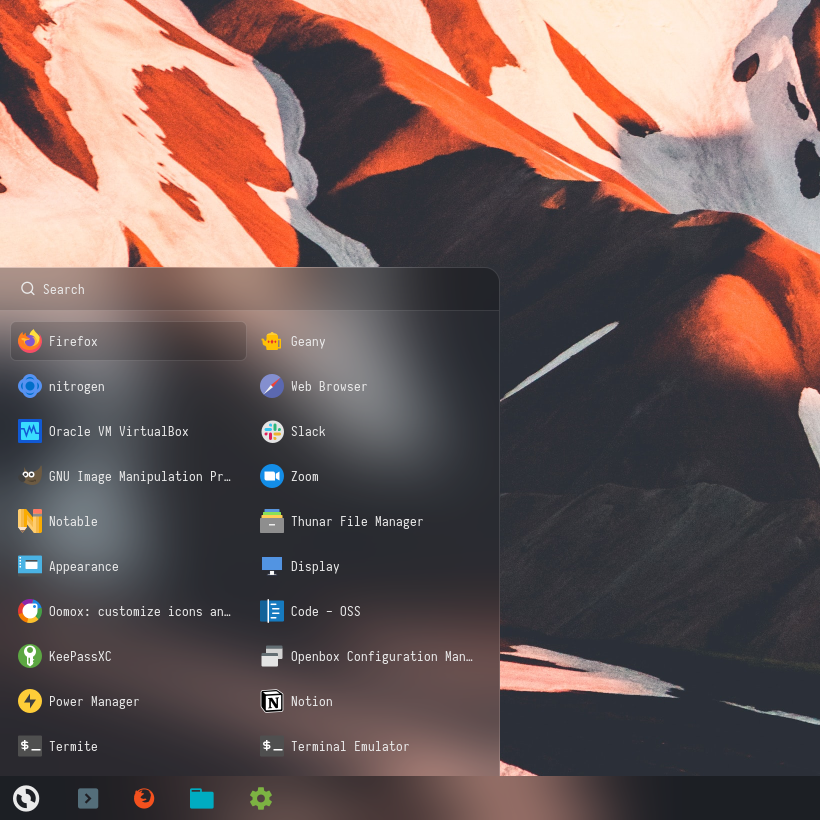 Search
Firefox
Geany
nitrogen
Web Browser
Oracle VM VirtualBox
Slack
GNU Image Manipulation Pr…
Zoom
Notable
Thunar File Manager
Appearance
Display
Oomox: customize icons an…
Code - OSS
KeePassXC
Openbox Configuration Man…
Power Manager
Notion
Termite
Terminal Emulator